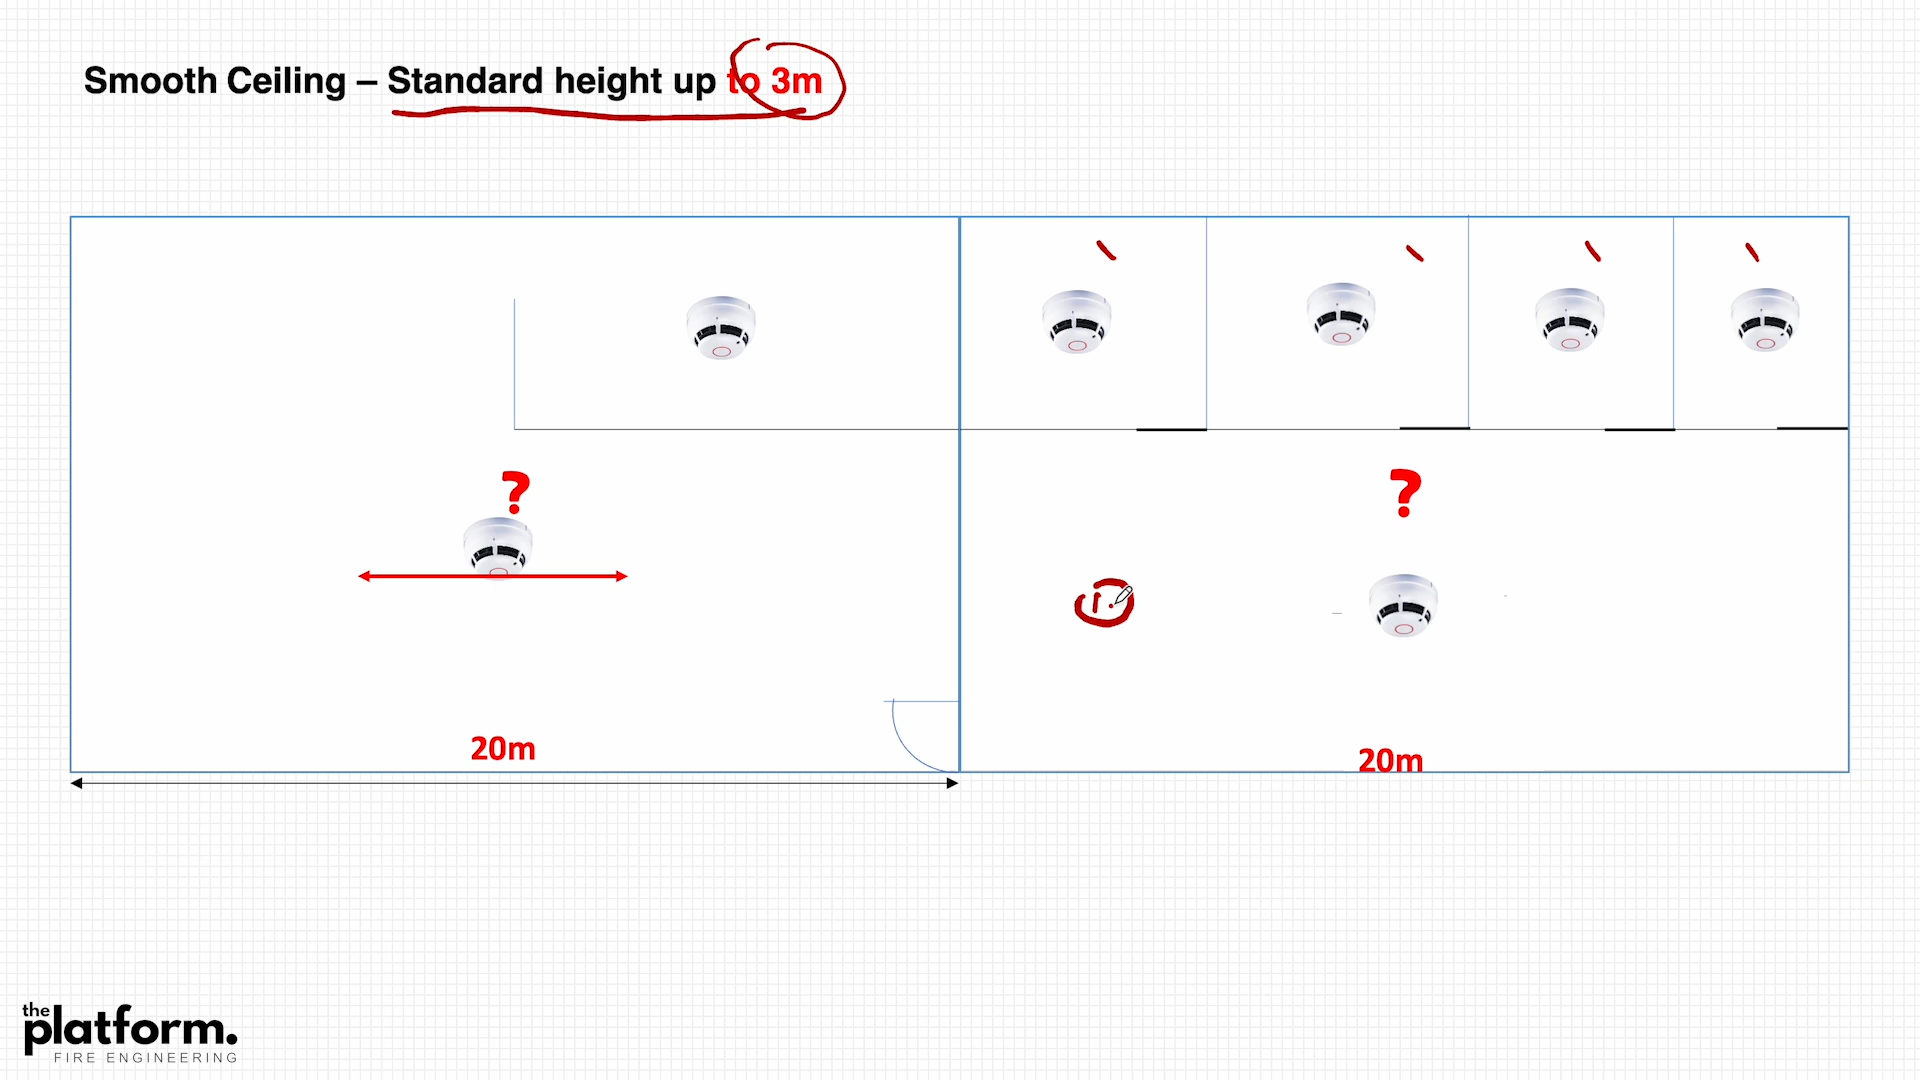 Smooth Ceiling – Standard height up to 3m
?
?
20m
20m
the
platform.
FIRE ENGINEERING